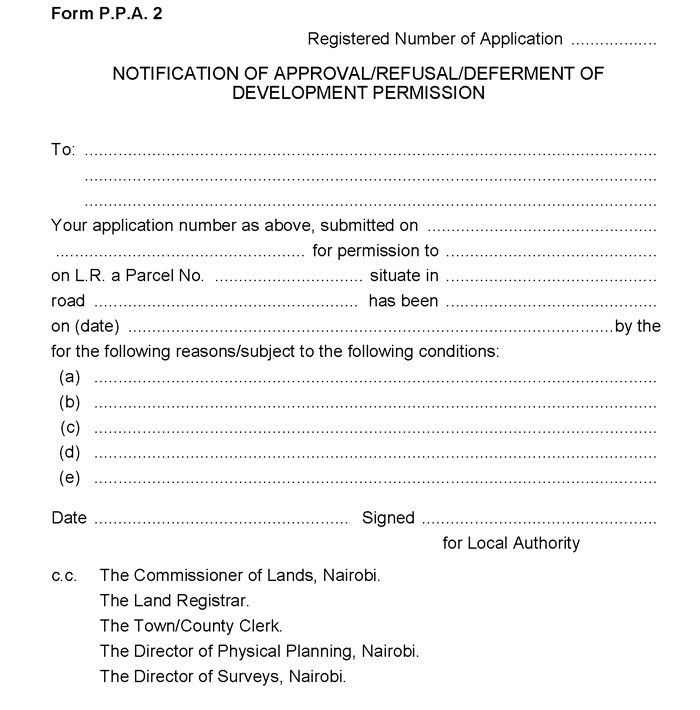 Form P.P.A. 2
Registered Number of Application ..................
NOTIFICATION OF APPROVAL/REFUSAL/DEFERMENT OF
DEVELOPMENT PERMISSION
To: ........................................................................................................................
........................................................................................................................
........................................................................................................................
Your application number as above, submitted on ................................................
.................................................... for permission to ............................................
on L.R. a Parcel No. ............................... situate in ............................................
road ....................................................... has been ............................................
on (date) .....................................................................................................by the
for the following reasons/subject to the following conditions:
(a) ......................................................................................................................
(b) ......................................................................................................................
(c) ......................................................................................................................
(d) ......................................................................................................................
(e) ......................................................................................................................
Date ..................................................... Signed .................................................
for Local Authority
c.c. The Commissioner of Lands, Nairobi.
The Land Registrar.
The Town/County Clerk.
The Director of Physical Planning, Nairobi.
The Director of Surveys, Nairobi.